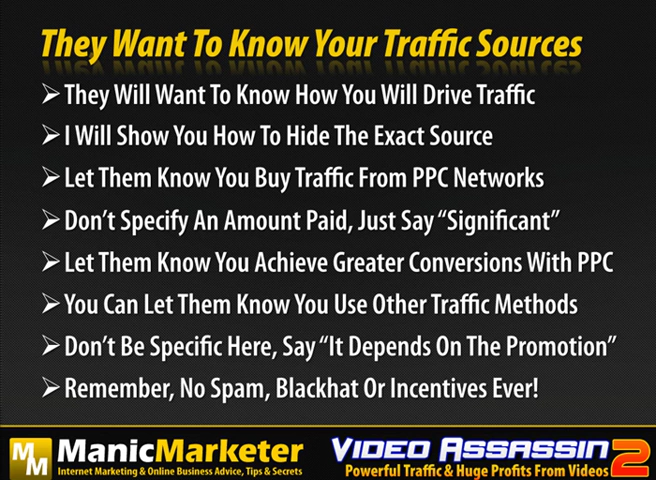 They Want To Know Your Traffic Sources
➢ They Will Want To Know How You Will Drive Traffic
➢ I Will Show You How To Hide The Exact Source
➢ Let Them Know You Buy Traffic From PPC Networks
➢ Don't Specify An Amount Paid, Just Say "Significant"
➢ Let Them Know You Achieve Greater Conversions With PPC
➢ You Can Let Them Know You Use Other Traffic Methods
➢ Don't Be Specific Here, Say "It Depends On The Promotion"
➢ Remember, No Spam, Blackhat Or Incentives Ever!
MM
ManicMarketer
Internet Marketing & Online Business Advice, Tips & Secrets
Video Assassin 2
Powerful Traffic & Huge Profits From Videos